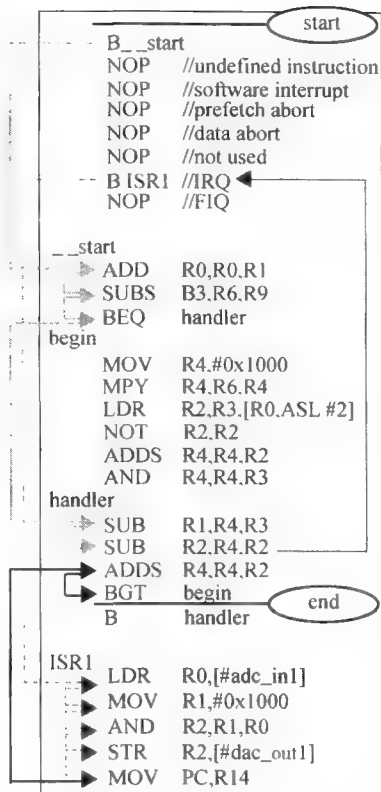 start
B_ _start
NOP //undefined instruction
NOP //software interrupt
NOP //prefetch abort
NOP //data abort
NOP //not used
B ISR1 //IRQ
NOP //FIQ
_ _start
ADD R0,R0,R1
SUBS B3,R6,R9
BEQ handler
begin
MOV R4,#0x1000
MPY R4,R6,R4
LDR R2,R3,[R0,ASL #2]
NOT R2,R2
ADDS R4,R4,R2
AND R4,R4,R3
handler
SUB R1,R4,R3
SUB R2,R4,R2
ADDS R4,R4,R2
BGT begin
end
B handler
ISR1
LDR R0,[#adc_in1]
MOV R1,#0x1000
AND R2,R1,R0
STR R2,[#dac_out1]
MOV PC,R14